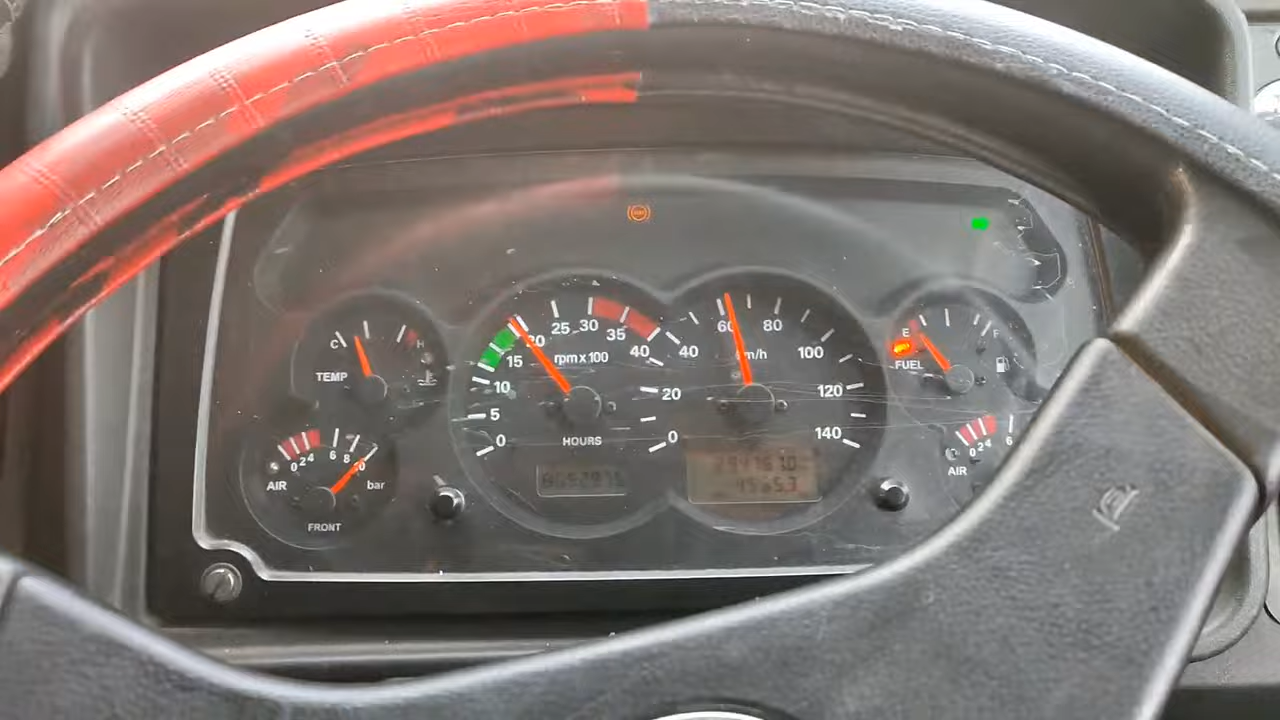 C H
TEMP
0 2 4 6 8 10
AIR bar
FRONT
0 5 10 15 20 25 30 35 40
rpm x 100
HOURS
0 20 40 60 80 100 120 140
km/h
E F
FUEL
0 2 4 6
AIR